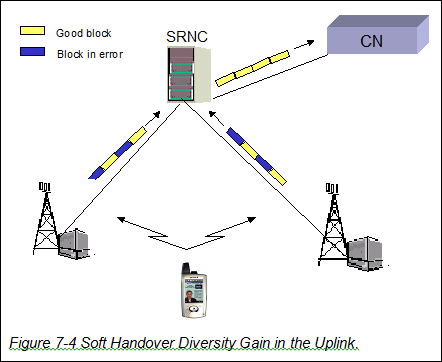 Good block
Block in error
SRNC
CN
Figure 7-4 Soft Handover Diversity Gain in the Uplink.